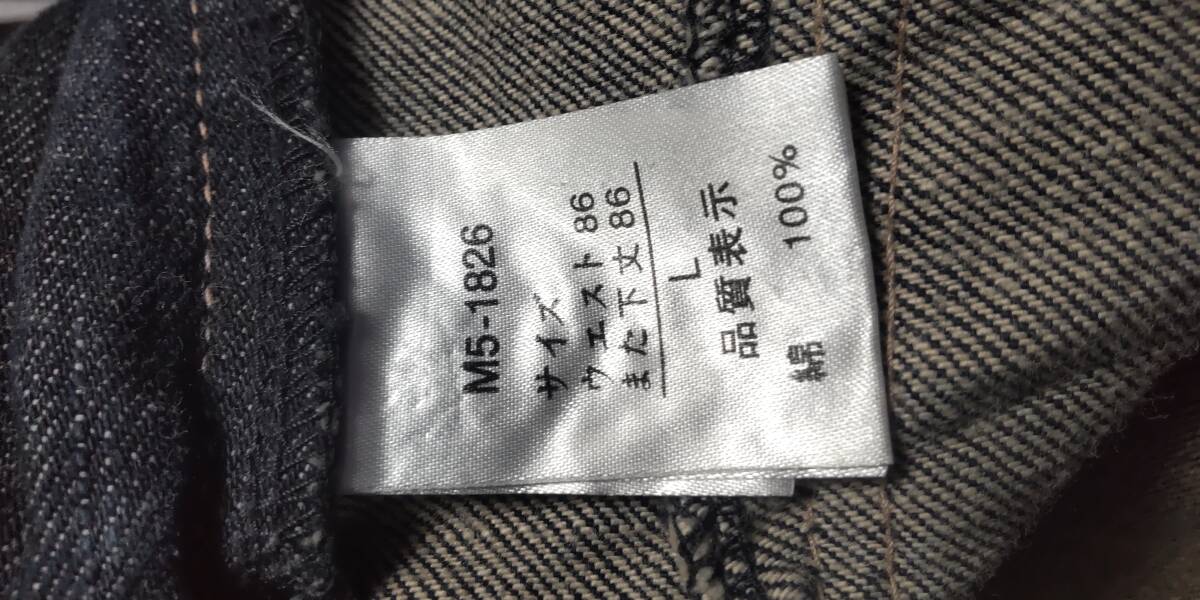 M5-1826
サイズ
ウエスト 86
また下丈 86
L
品質表示
綿 100%